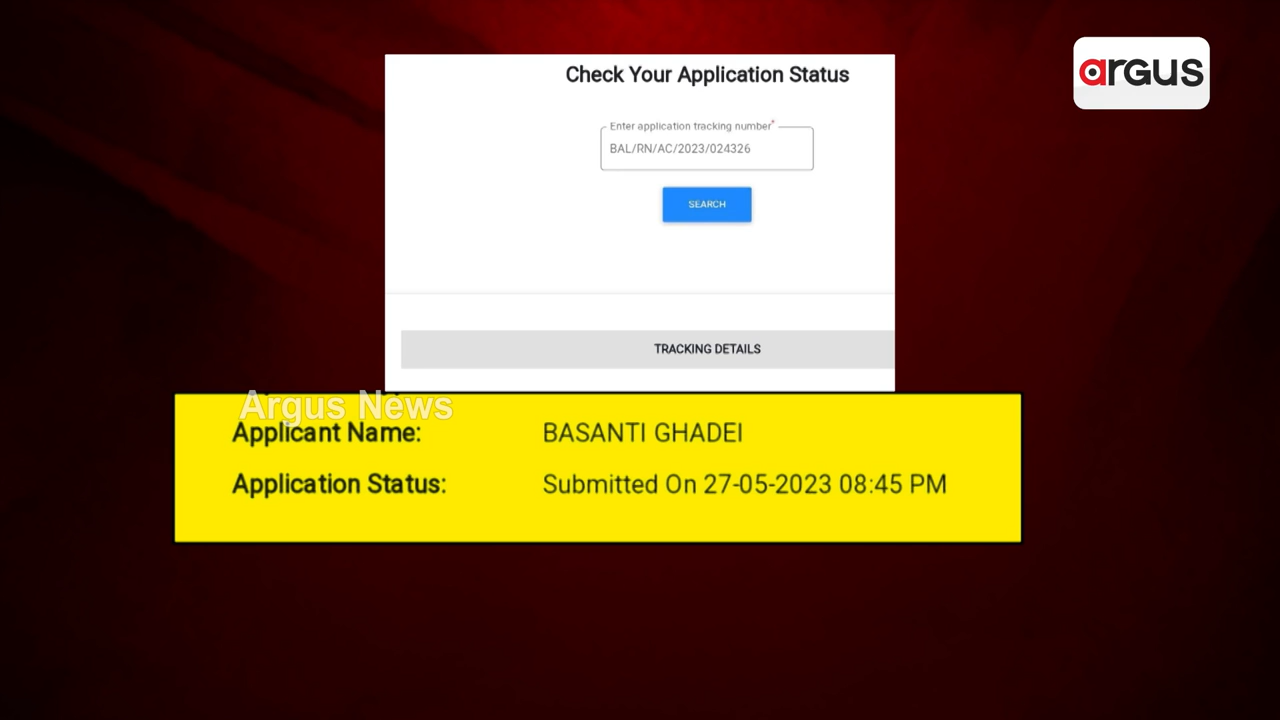 argus
Check Your Application Status
Enter application tracking number*
BAL/RN/AC/2023/024326
SEARCH
TRACKING DETAILS
Argus News
Applicant Name: BASANTI GHADEI
Application Status: Submitted On 27-05-2023 08:45 PM